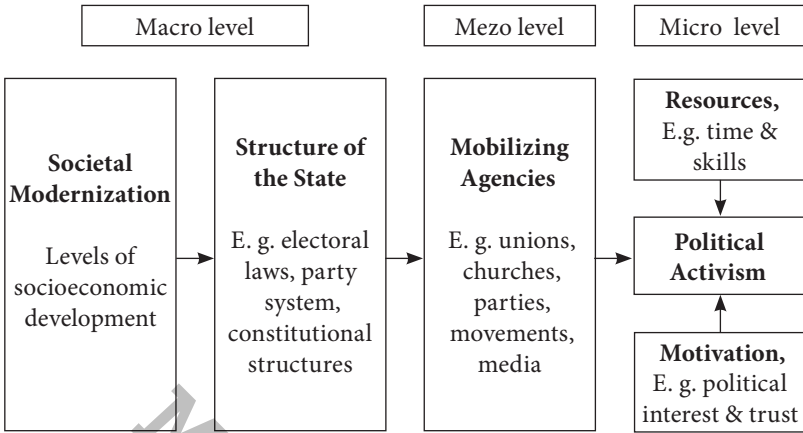 Macro level
Mezo level
Micro level
Societal
Modernization
Levels of
socioeconomic
development
Structure of
the State
E. g. electoral
laws, party
system,
constitutional
structures
Mobilizing
Agencies
E. g. unions,
churches,
parties,
movements,
media
Resources,
E.g. time &
skills
Political
Activism
Motivation,
E. g. political
interest & trust